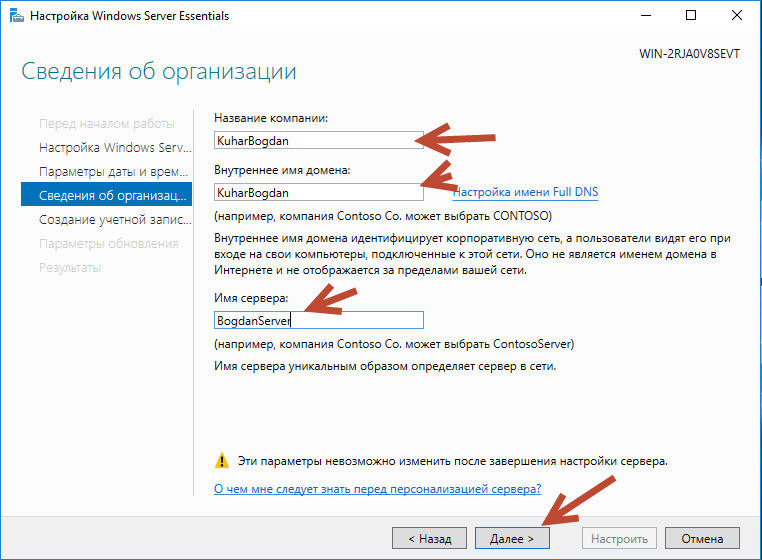 Настройка Windows Server Essentials
WIN-2RJA0V8SEVT
Сведения об организации
Перед началом работы
Настройка Windows Serv...
Параметры даты и врем...
Сведения об организац...
Создание учетной запис...
Параметры обновления
Результаты
Название компании:
KuharBogdan
Внутреннее имя домена:
KuharBogdan
Настройка имени Full DNS
(например, компания Contoso Co. может выбрать CONTOSO)
Внутреннее имя домена идентифицирует корпоративную сеть, а пользователи видят его при
входе на свои компьютеры, подключенные к этой сети. Оно не является именем домена в
Интернете и не отображается за пределами вашей сети.
Имя сервера:
BogdanServer
(например, компания Contoso Co. может выбрать ContosoServer)
Имя сервера уникальным образом определяет сервер в сети.
Эти параметры невозможно изменить после завершения настройки сервера.
О чем мне следует знать перед персонализацией сервера?
< Назад
Далее >
Настроить
Отмена